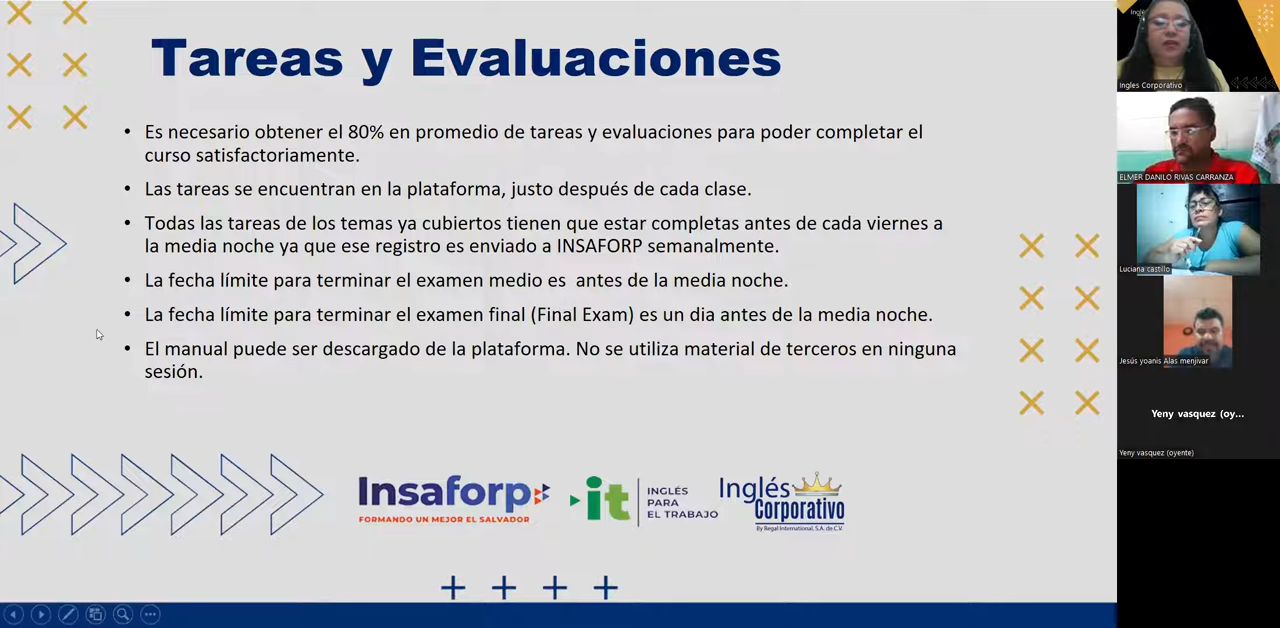 Tareas y Evaluaciones
• Es necesario obtener el 80% en promedio de tareas y evaluaciones para poder completar el
curso satisfactoriamente.
• Las tareas se encuentran en la plotaforma, justo después de cada clase.
• Todas las tareas de los temas ya cubiertos tienen que estar completas antes de cada viernes a
la media noche ya que ese registro es enviado a INSAFORP semanalmente.
• La fecha límite para terminar el examen medio es  antes de la media noche.
• La fecha límite para terminar el examen final (Final Exam) es un dia antes de la media noche.
• El manual puede ser descargado de la plataforma. No se utiliza material de terceros en ninguna
sesión.
Insaforp
FORMANDO UN MEJOR EL SALVADOR
it
INGLÉS
PARA
EL TRABAJO
Inglés
Corporativo
By Regal International, S.A. de C.V.
Ingles Corporativo
ELMER DANILO RIVAS CARRANZA
Luciana castillo
Jesús yoanis Alas menjivar
Yeny vasquez (oy...
Yeny vasquez (oyente)